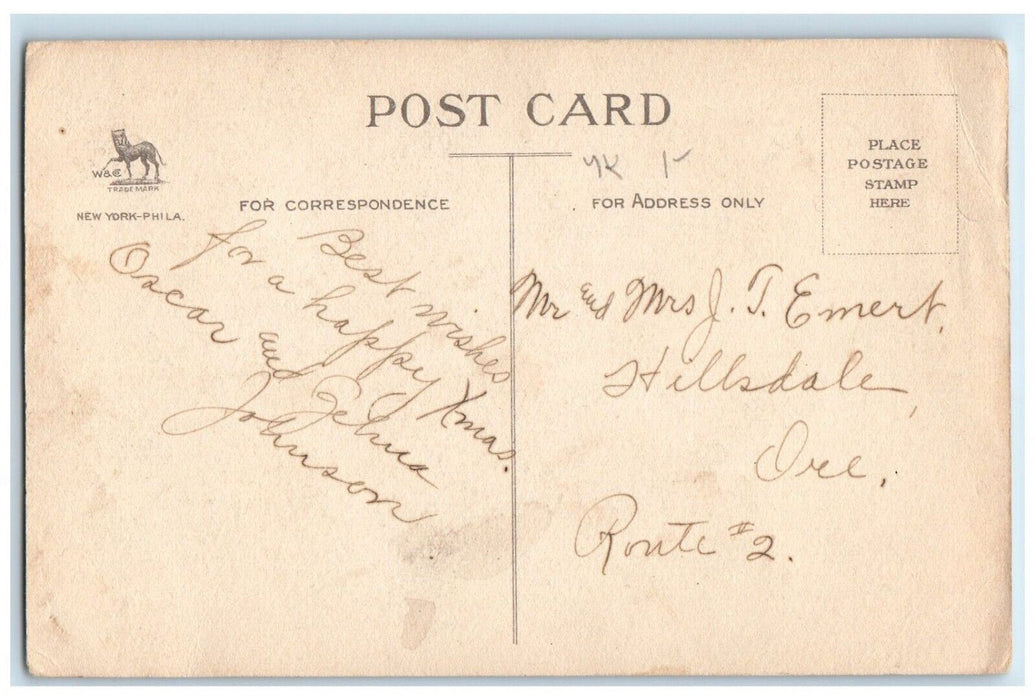 POST CARD
W&C
TRADE MARK
NEW YORK-PHILA.
FOR CORRESPONDENCE
FOR ADDRESS ONLY
PLACE
POSTAGE
STAMP
HERE
Best wishes
for a happy Xmas.
Oscar and Selma
Johnson
Mr and Mrs J. T. Emert,
Hillsdale,
Ore,
Route #2.